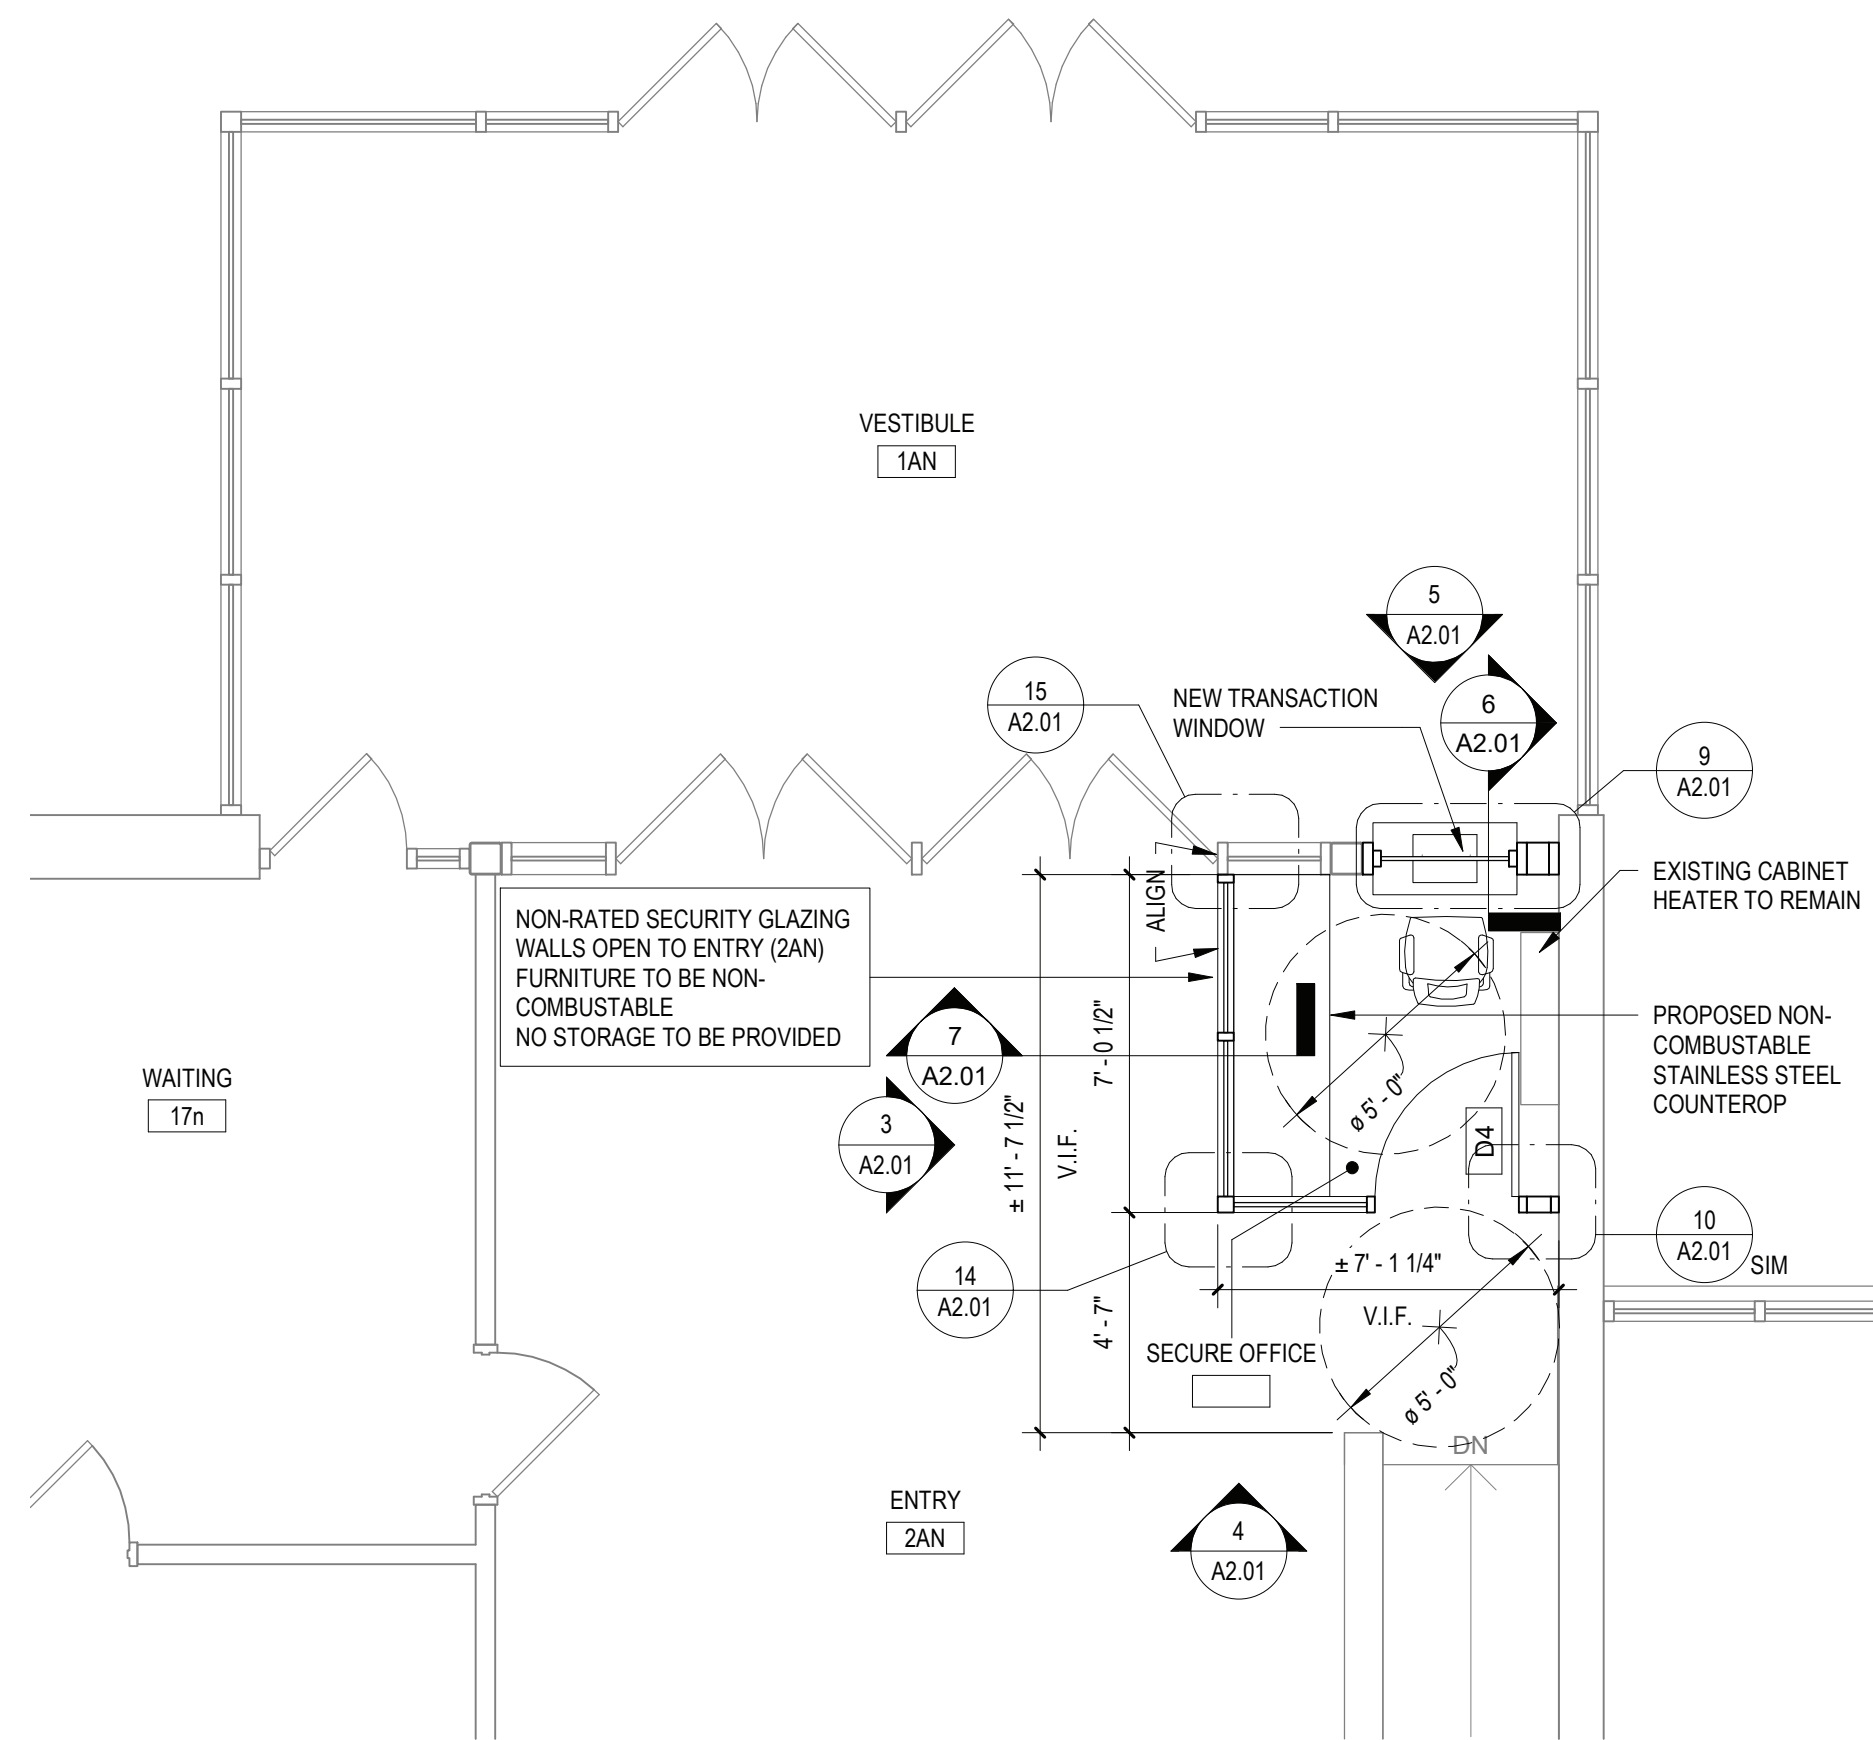 VESTIBULE
1AN
5
A2.01
15
A2.01
NEW TRANSACTION
WINDOW
6
A2.01
9
A2.01
ALIGN
EXISTING CABINET
HEATER TO REMAIN
NON-RATED SECURITY GLAZING
WALLS OPEN TO ENTRY (2AN)
FURNITURE TO BE NON-
COMBUSTABLE
NO STORAGE TO BE PROVIDED
7
A2.01
7' - 0 1/2"
PROPOSED NON-
COMBUSTABLE
STAINLESS STEEL
COUNTEROP
WAITING
17n
3
A2.01
± 11' - 7 1/2"
V.I.F.
ø 5' - 0"
D4
10
A2.01
SIM
14
A2.01
± 7' - 1 1/4"
V.I.F.
4' - 7"
SECURE OFFICE
ø 5' - 0"
DN
ENTRY
2AN
4
A2.01